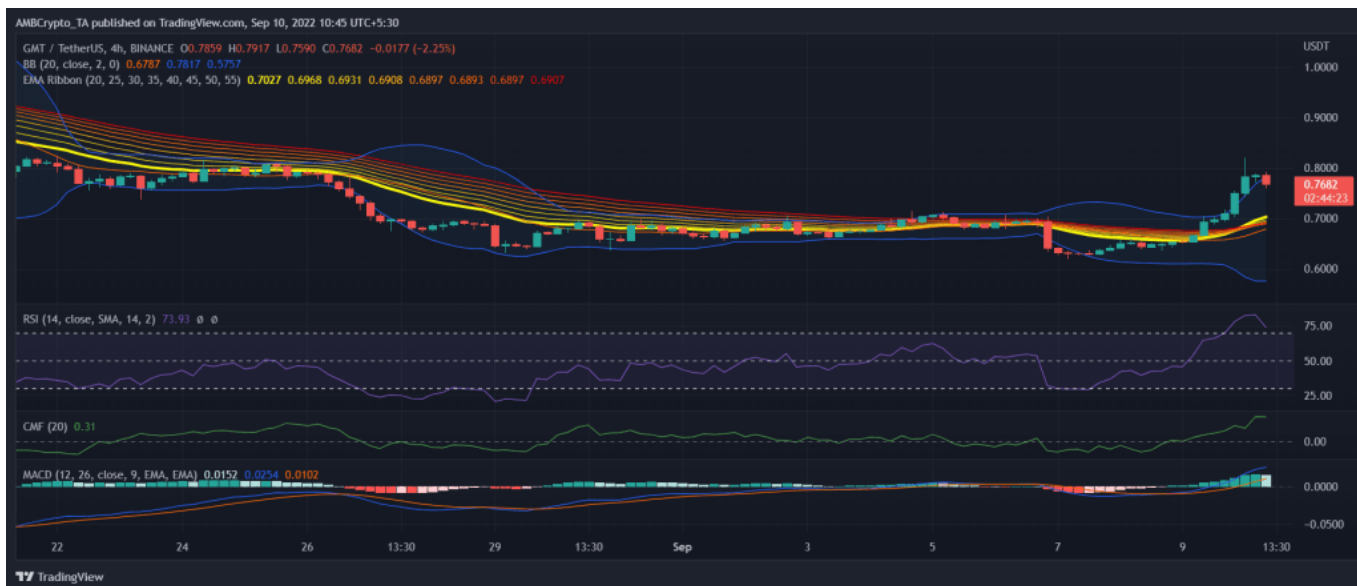 AMBCrypto_TA published on TradingView.com, Sep 10, 2022 10:45 UTC+5:30
GMT / TetherUS, 4h, BINANCE O0.7859 H0.7917 L0.7590 C0.7682 −0.0177 (−2.25%)
BB (20, close, 2, 0) 0.6787 0.7817 0.5757
EMA Ribbon (20, 25, 30, 35, 40, 45, 50, 55) 0.7027 0.6968 0.6931 0.6908 0.6897 0.6893 0.6897 0.6907
USDT
1.0000
0.9000
0.8000
0.7682
02:44:23
0.7000
0.6000
RSI (14, close, SMA, 14, 2) 73.93 ø ø
75.00
50.00
25.00
CMF (20) 0.31
0.00
MACD (12, 26, close, 9, EMA, EMA) 0.0152 0.0254 0.0102
0.0000
−0.0500
22 24 26 13:30 29 13:30 Sep 3 5 7 9 13:30
TradingView